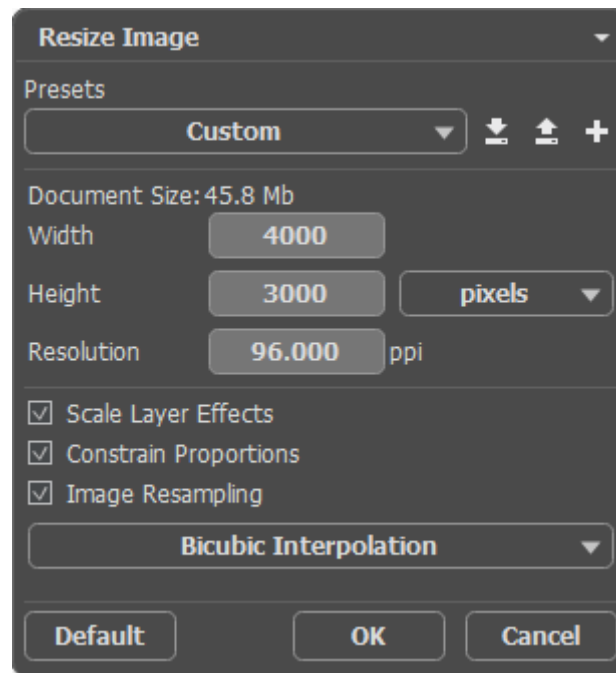 Resize Image
Presets
Custom
Document Size: 45.8 Mb
Width 4000
Height 3000 pixels
Resolution 96.000 ppi
Scale Layer Effects
Constrain Proportions
Image Resampling
Bicubic Interpolation
Default OK Cancel